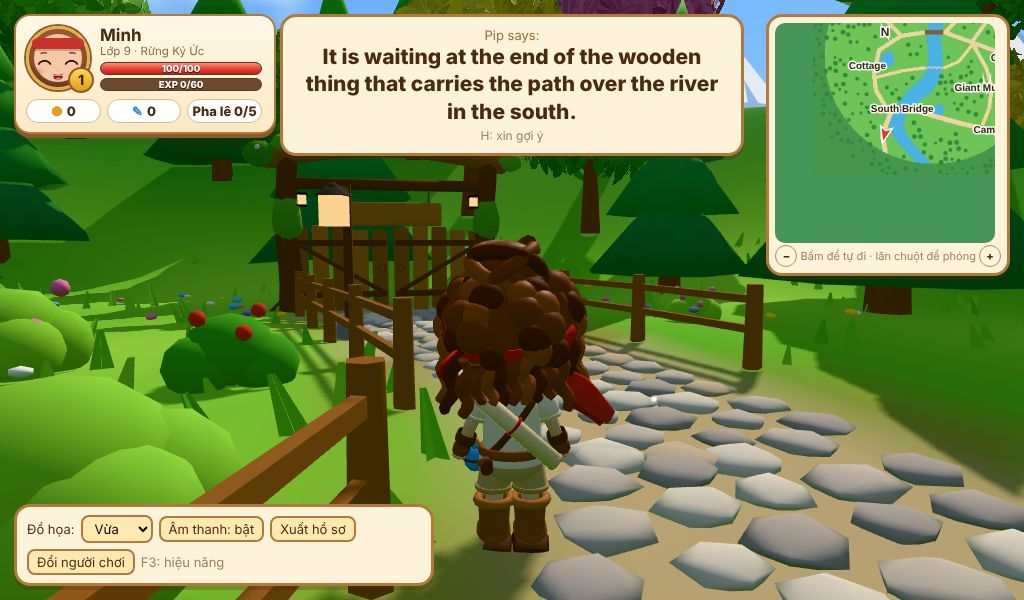 Minh
Lớp 9 · Rừng Ký Ức
100/100
EXP 0/60
1
0
0
Pha lê 0/5
Pip says:
It is waiting at the end of the wooden
thing that carries the path over the river
in the south.
H: xin gợi ý
N
Cottage
Giant Mu
South Bridge
Cam
− Bấm để tự đi · lăn chuột để phóng +
Đồ họa: Vừa Âm thanh: bật Xuất hồ sơ
Đổi người chơi F3: hiệu năng